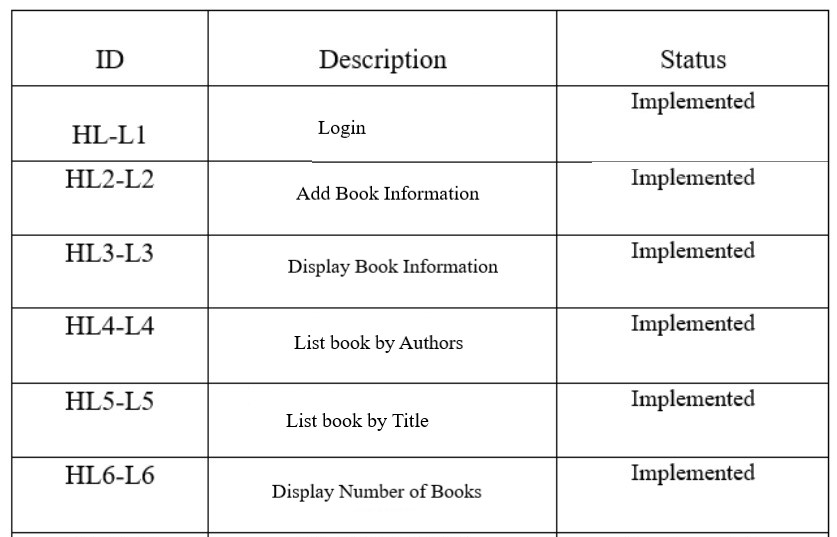 ID Description Status
HL-L1 Login Implemented
HL2-L2 Add Book Information Implemented
HL3-L3 Display Book Information Implemented
HL4-L4 List book by Authors Implemented
HL5-L5 List book by Title Implemented
HL6-L6 Display Number of Books Implemented